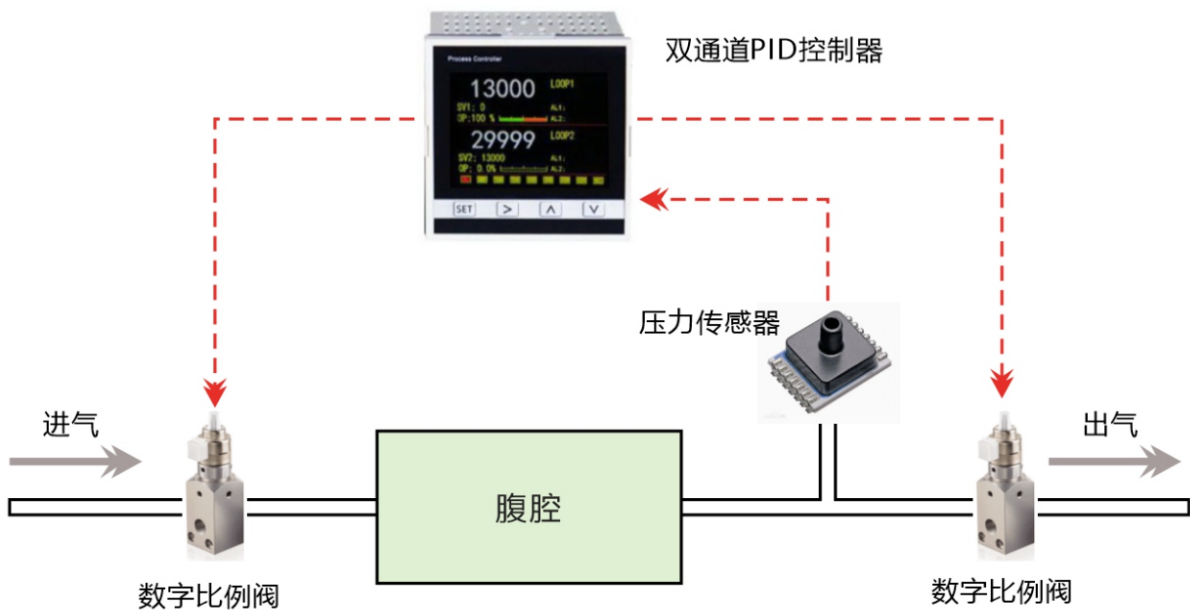 双通道PID控制器
Process Controller
13000 LOOP1
SV1: 0 AL1:
OP:100 % AL2:
29999 LOOP2
SV2: 13000 AL1:
OP: 0.0% AL2:
SET > ∧ ∨
压力传感器
进气
出气
腹腔
数字比例阀
数字比例阀